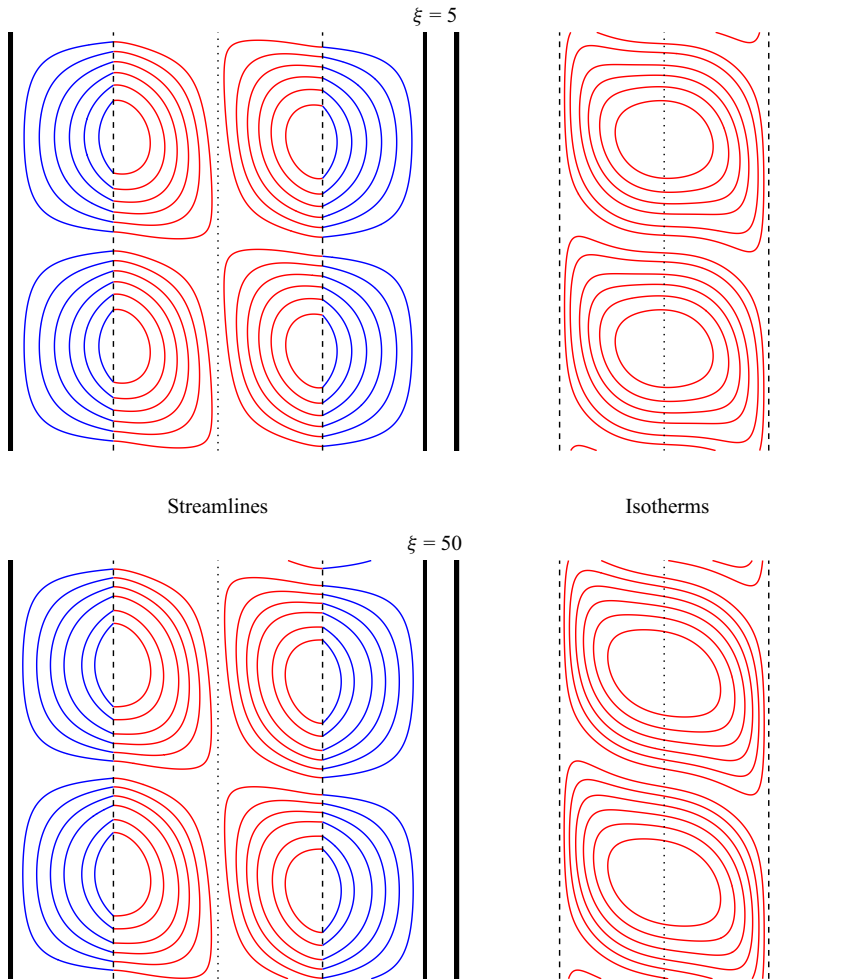 ξ = 5
Streamlines
Isotherms
ξ = 50